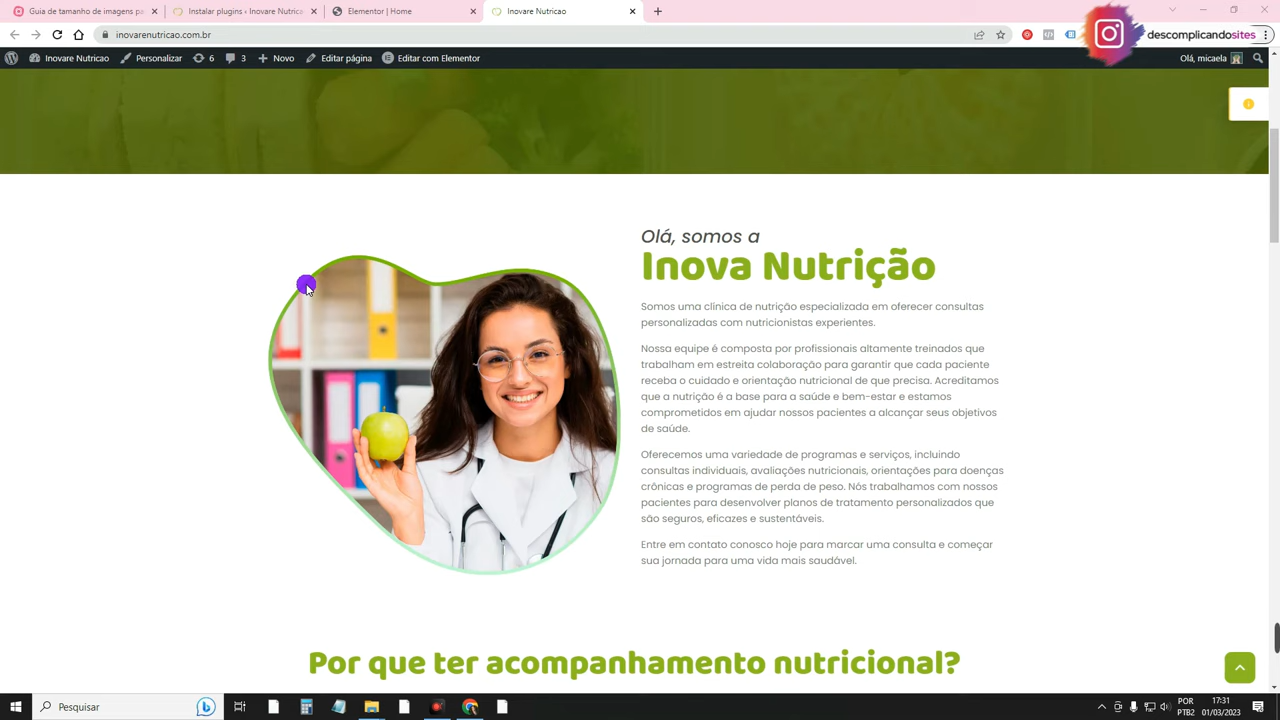 Guia de tamanho de imagens pa
Instalar plugins ‹ Inovare Nutrica
Elementor | Home
Inovare Nutricao
inovarenutricao.com.br
descomplicandosites
Inovare Nutricao
Personalizar
6
3
Novo
Editar página
Editar com Elementor
Olá, micaela
Olá, somos a
Inova Nutrição
Somos uma clínica de nutrição especializada em oferecer consultas
personalizadas com nutricionistas experientes.
Nossa equipe é composta por profissionais altamente treinados que
trabalham em estreita colaboração para garantir que cada paciente
receba o cuidado e orientação nutricional de que precisa. Acreditamos
que a nutrição é a base para a saúde e bem-estar e estamos
comprometidos em ajudar nossos pacientes a alcançar seus objetivos
de saúde.
Oferecemos uma variedade de programas e serviços, incluindo
consultas individuais, avaliações nutricionais, orientações para doenças
crônicas e programas de perda de peso. Nós trabalhamos com nossos
pacientes para desenvolver planos de tratamento personalizados que
são seguros, eficazes e sustentáveis.
Entre em contato conosco hoje para marcar uma consulta e começar
sua jornada para uma vida mais saudável.
Por que ter acompanhamento nutricional?
Pesquisar
POR
PTB2
17:31
01/03/2023